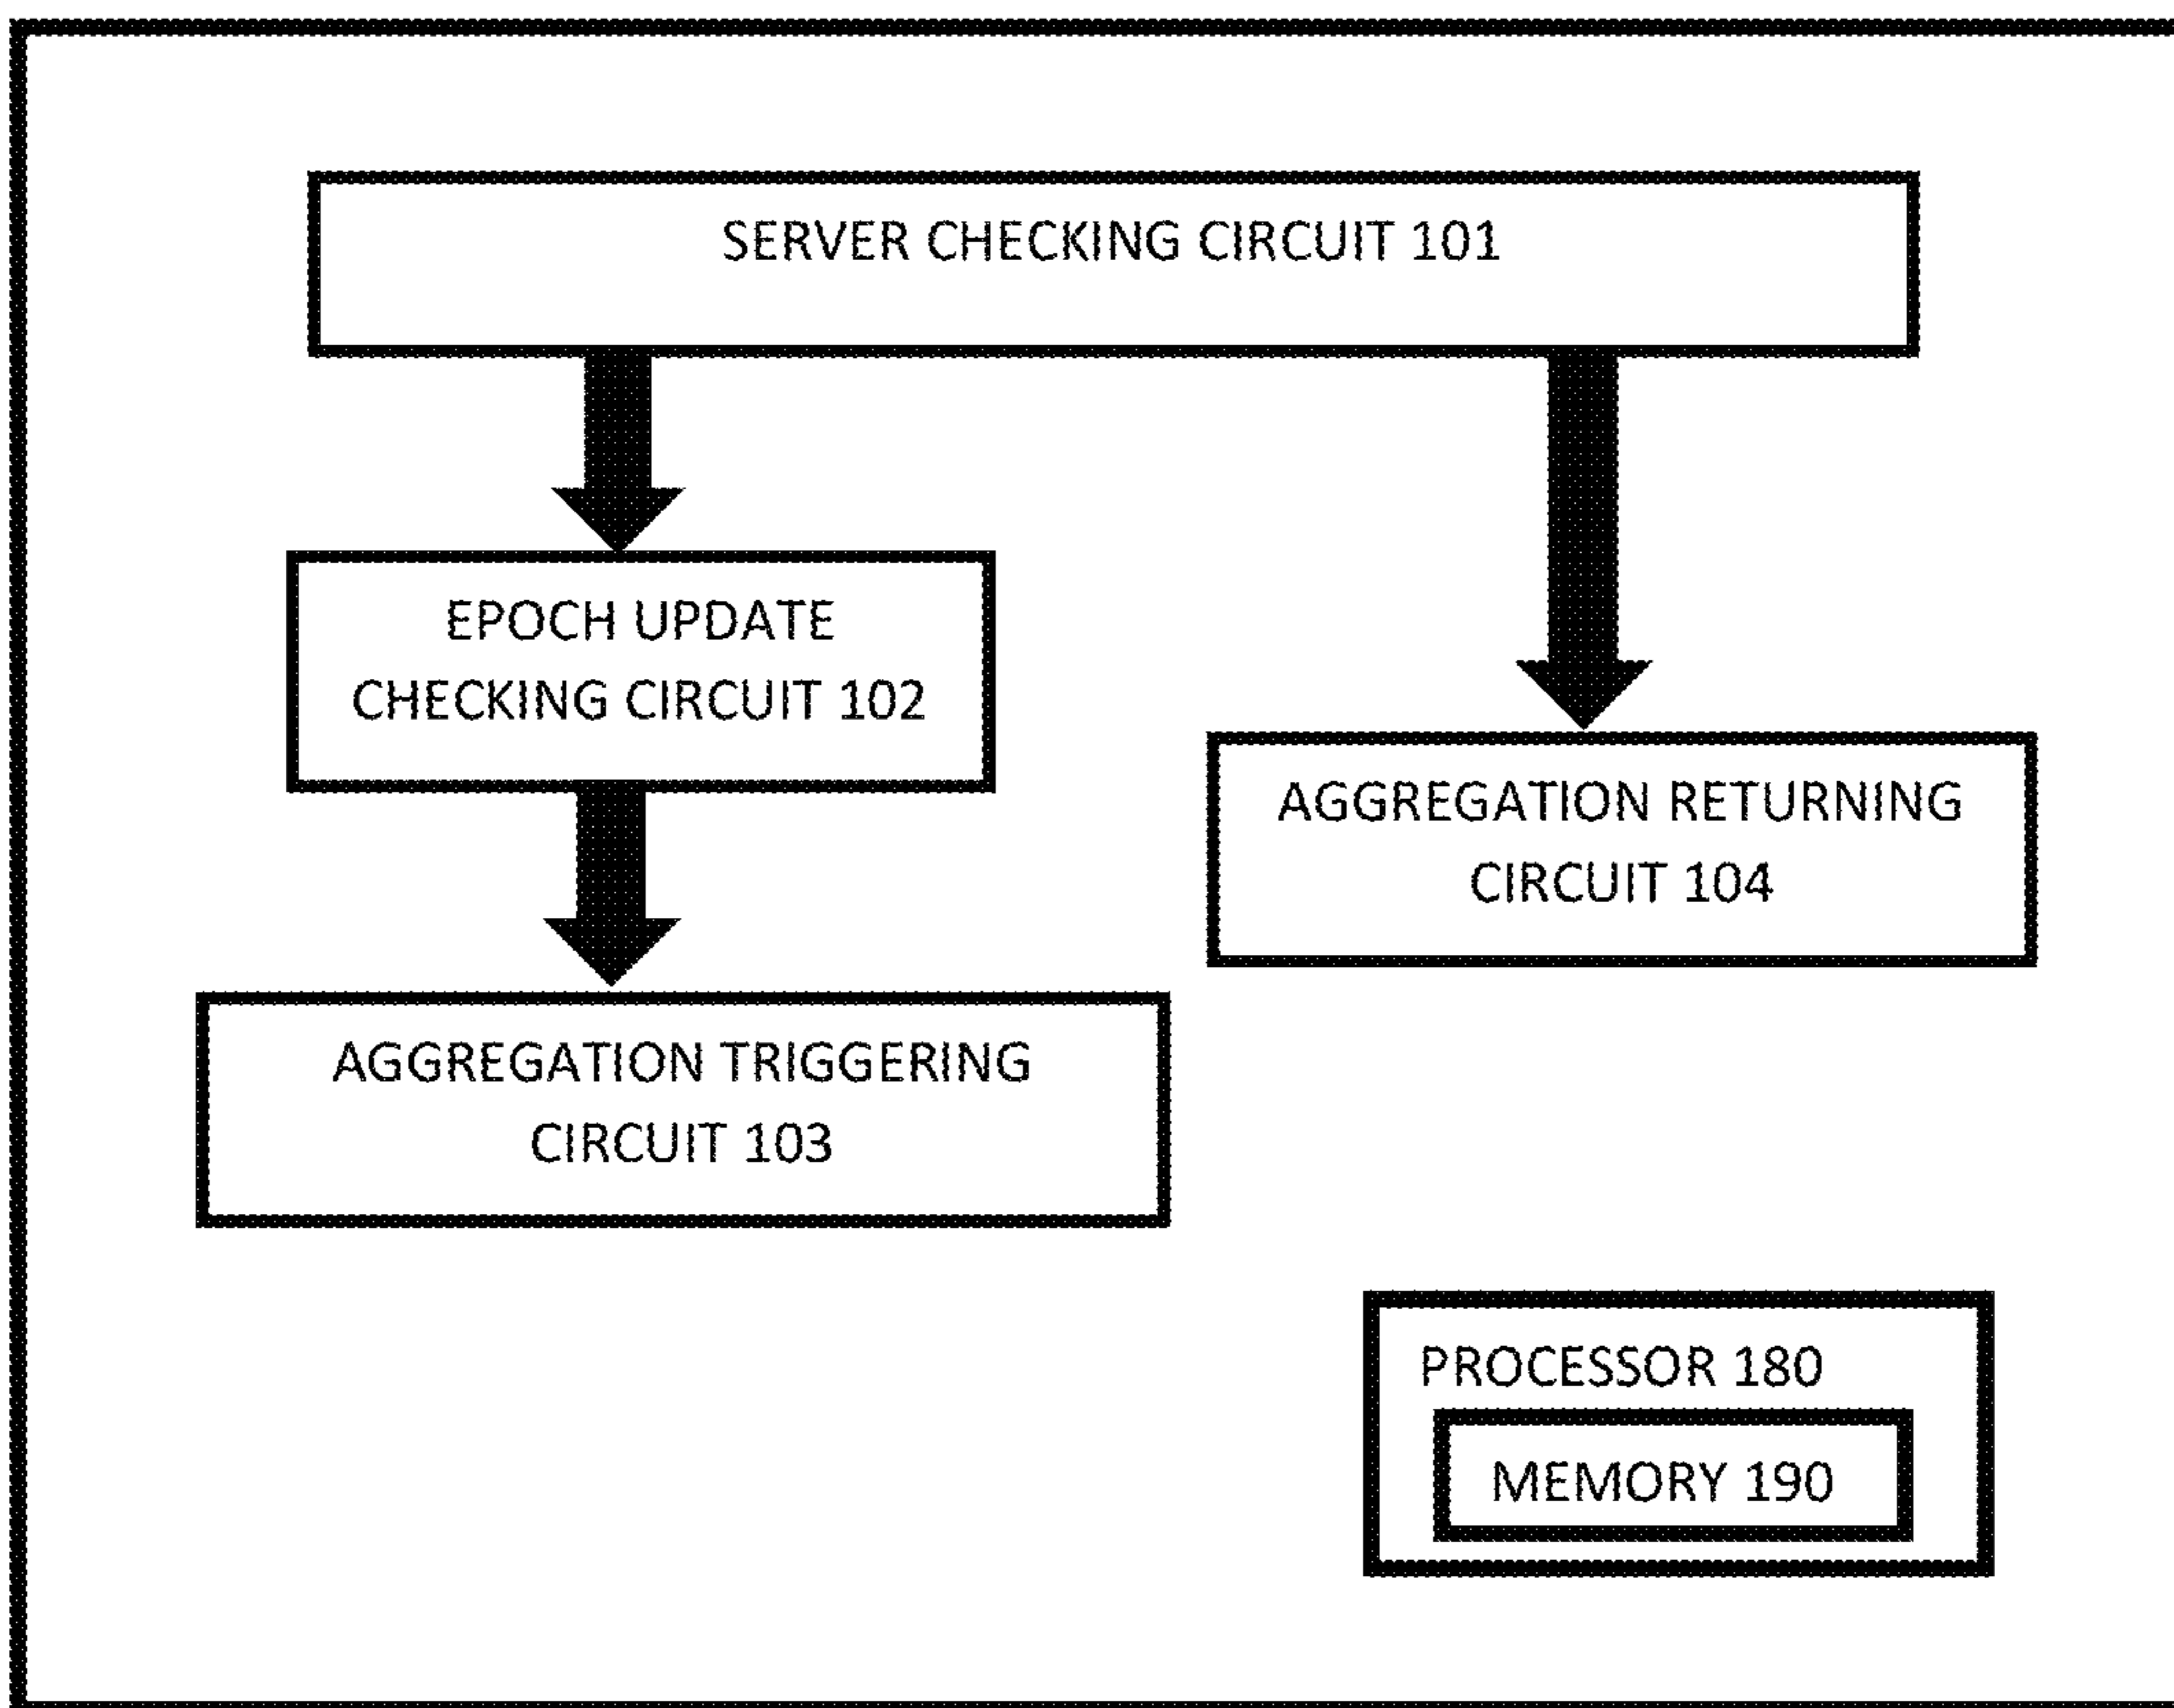 SERVER CHECKING CIRCUIT 101
EPOCH UPDATE
CHECKING CIRCUIT 102
AGGREGATION RETURNING
CIRCUIT 104
AGGREGATION TRIGGERING
CIRCUIT 103
PROCESSOR 180
MEMORY 190